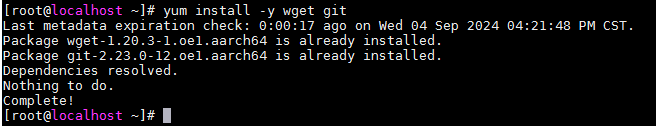 [root@localhost ~]# yum install -y wget git
Last metadata expiration check: 0:00:17 ago on Wed 04 Sep 2024 04:21:48 PM CST.
Package wget-1.20.3-1.oe1.aarch64 is already installed.
Package git-2.23.0-12.oe1.aarch64 is already installed.
Dependencies resolved.
Nothing to do.
Complete!
[root@localhost ~]#